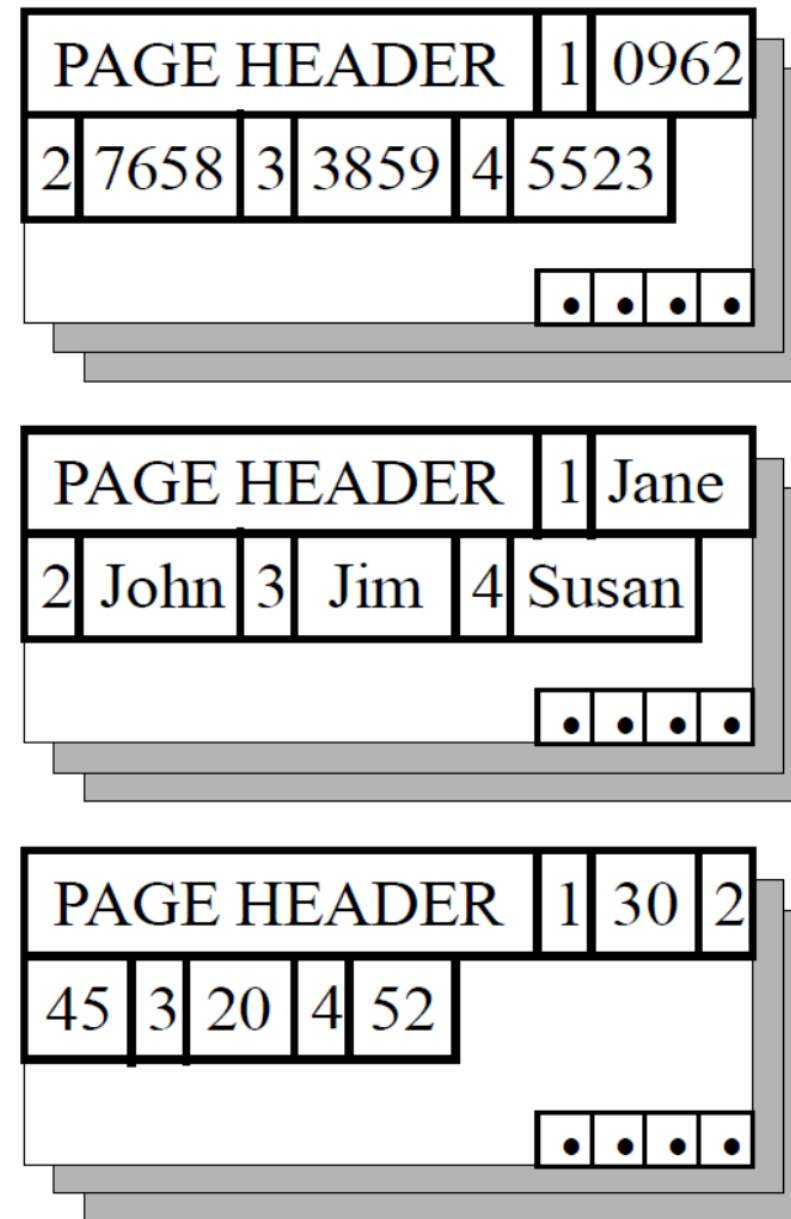 PAGE HEADER 1 0962
2 7658 3 3859 4 5523
PAGE HEADER 1 Jane
2 John 3 Jim 4 Susan
PAGE HEADER 1 30 2
45 3 20 4 52